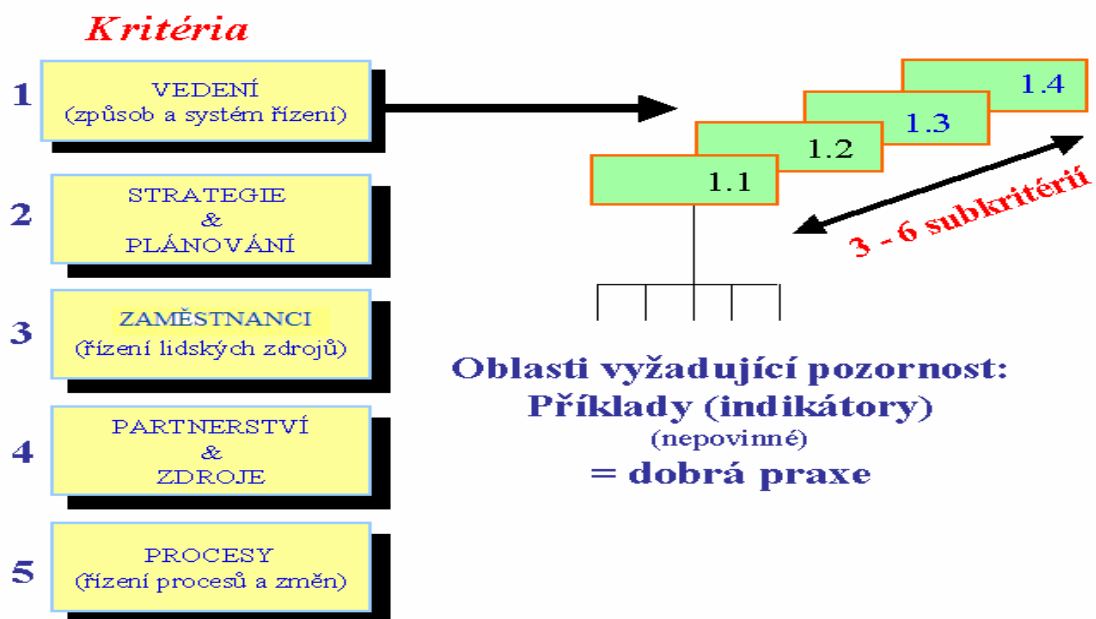 Kritéria
1
VEDENÍ
(způsob a systém řízení)
2
STRATEGIE
&
PLÁNOVÁNÍ
3
ZAMĚSTNANCI
(řízení lidských zdrojů)
4
PARTNERSTVÍ
&
ZDROJE
5
PROCESY
(řízení procesů a změn)
1.4
1.3
1.2
1.1
3 - 6 subkritérií
Oblasti vyžadující pozornost:
Příklady (indikátory)
(nepovinné)
= dobrá praxe